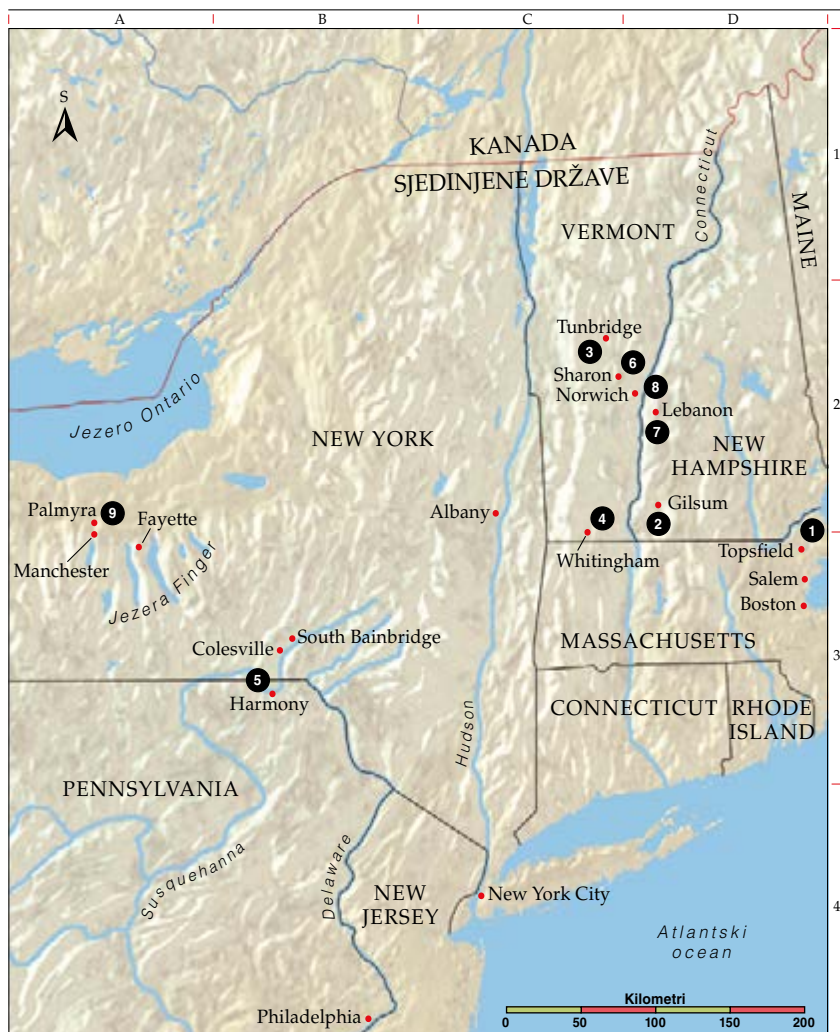 A
B
C
D
S
1
KANADA
SJEDINJENE DRŽAVE
Connecticut
MAINE
VERMONT
Tunbridge
3
6
Sharon
8
Norwich
Lebanon
2
7
Jezero Ontario
NEW YORK
NEW
HAMPSHIRE
Palmyra
9
Fayette
Albany
4
Gilsum
2
1
Manchester
Whitingham
Topsfield
Jezera Finger
Salem
Boston
South Bainbridge
Colesville
MASSACHUSETTS
3
5
Harmony
CONNECTICUT
RHODE
ISLAND
Hudson
PENNSYLVANIA
Susquehanna
Delaware
NEW
JERSEY
New York City
4
Atlantski
ocean
Philadelphia
Kilometri
0
50
100
150
200